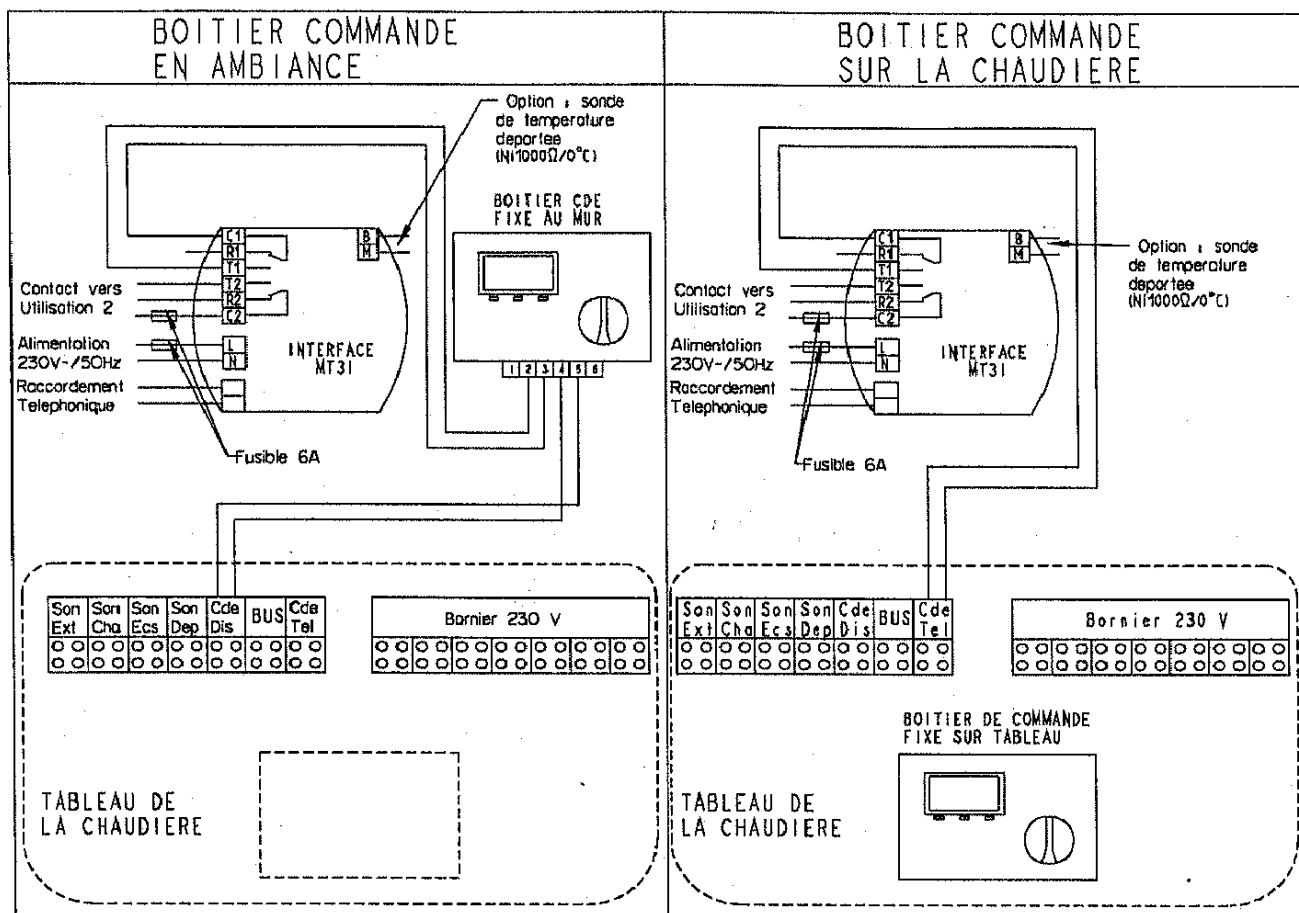 BOITIER COMMANDE
EN AMBIANCE
Option : sonde
de temperature
deportee
(Ni1000Ω/0°C)
BOITIER CDE
FIXE AU MUR
C1
R1
T1
T2
R2
C2
L
N
B
M
Contact vers
Utilisation 2
Alimentation
230V~/50Hz
Raccordement
Telephonique
INTERFACE
MT31
1 2 3 4 5 6
Fusible 6A
Son Son Son Son Cde BUS Cde
Ext Cha Ecs Dep Dis Tel
Bornier 230 V
TABLEAU DE
LA CHAUDIERE
BOITIER COMMANDE
SUR LA CHAUDIERE
C1
R1
T1
T2
R2
C2
L
N
B
M
Option : sonde
de temperature
deportee
(Ni1000Ω/0°C)
Contact vers
Utilisation 2
Alimentation
230V~/50Hz
Raccordement
Telephonique
INTERFACE
MT31
Fusible 6A
Son Son Son Son Cde BUS Cde
Ext Cha Ecs Dep Dis Tel
Bornier 230 V
BOITIER DE COMMANDE
FIXE SUR TABLEAU
TABLEAU DE
LA CHAUDIERE